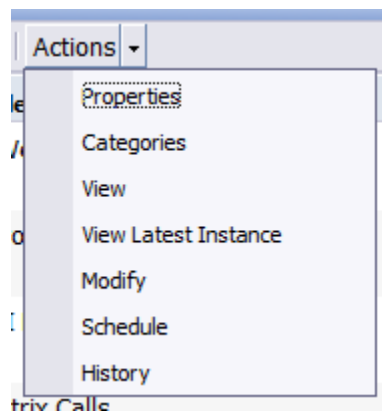 Actions
Properties
Categories
View
View Latest Instance
Modify
Schedule
History
trix Calls